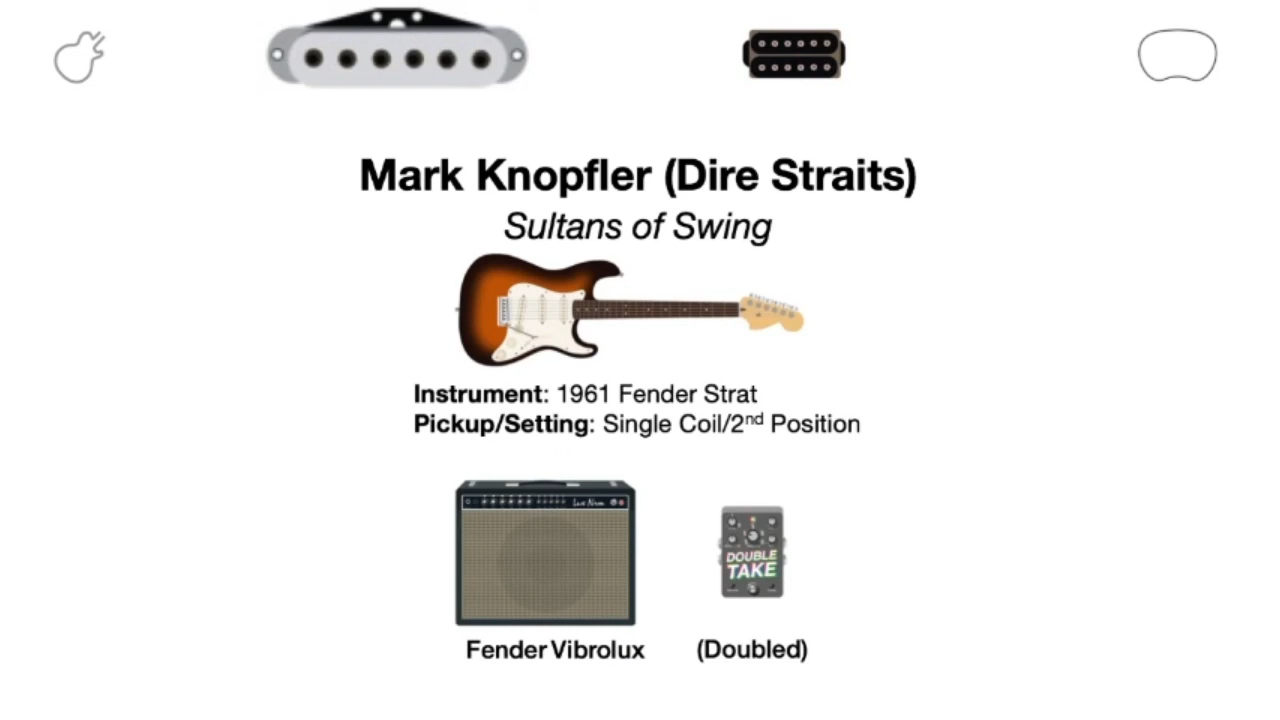 Mark Knopfler (Dire Straits)
Sultans of Swing
Instrument: 1961 Fender Strat
Pickup/Setting: Single Coil/2nd Position
DOUBLE
TAKE
Fender Vibrolux
(Doubled)